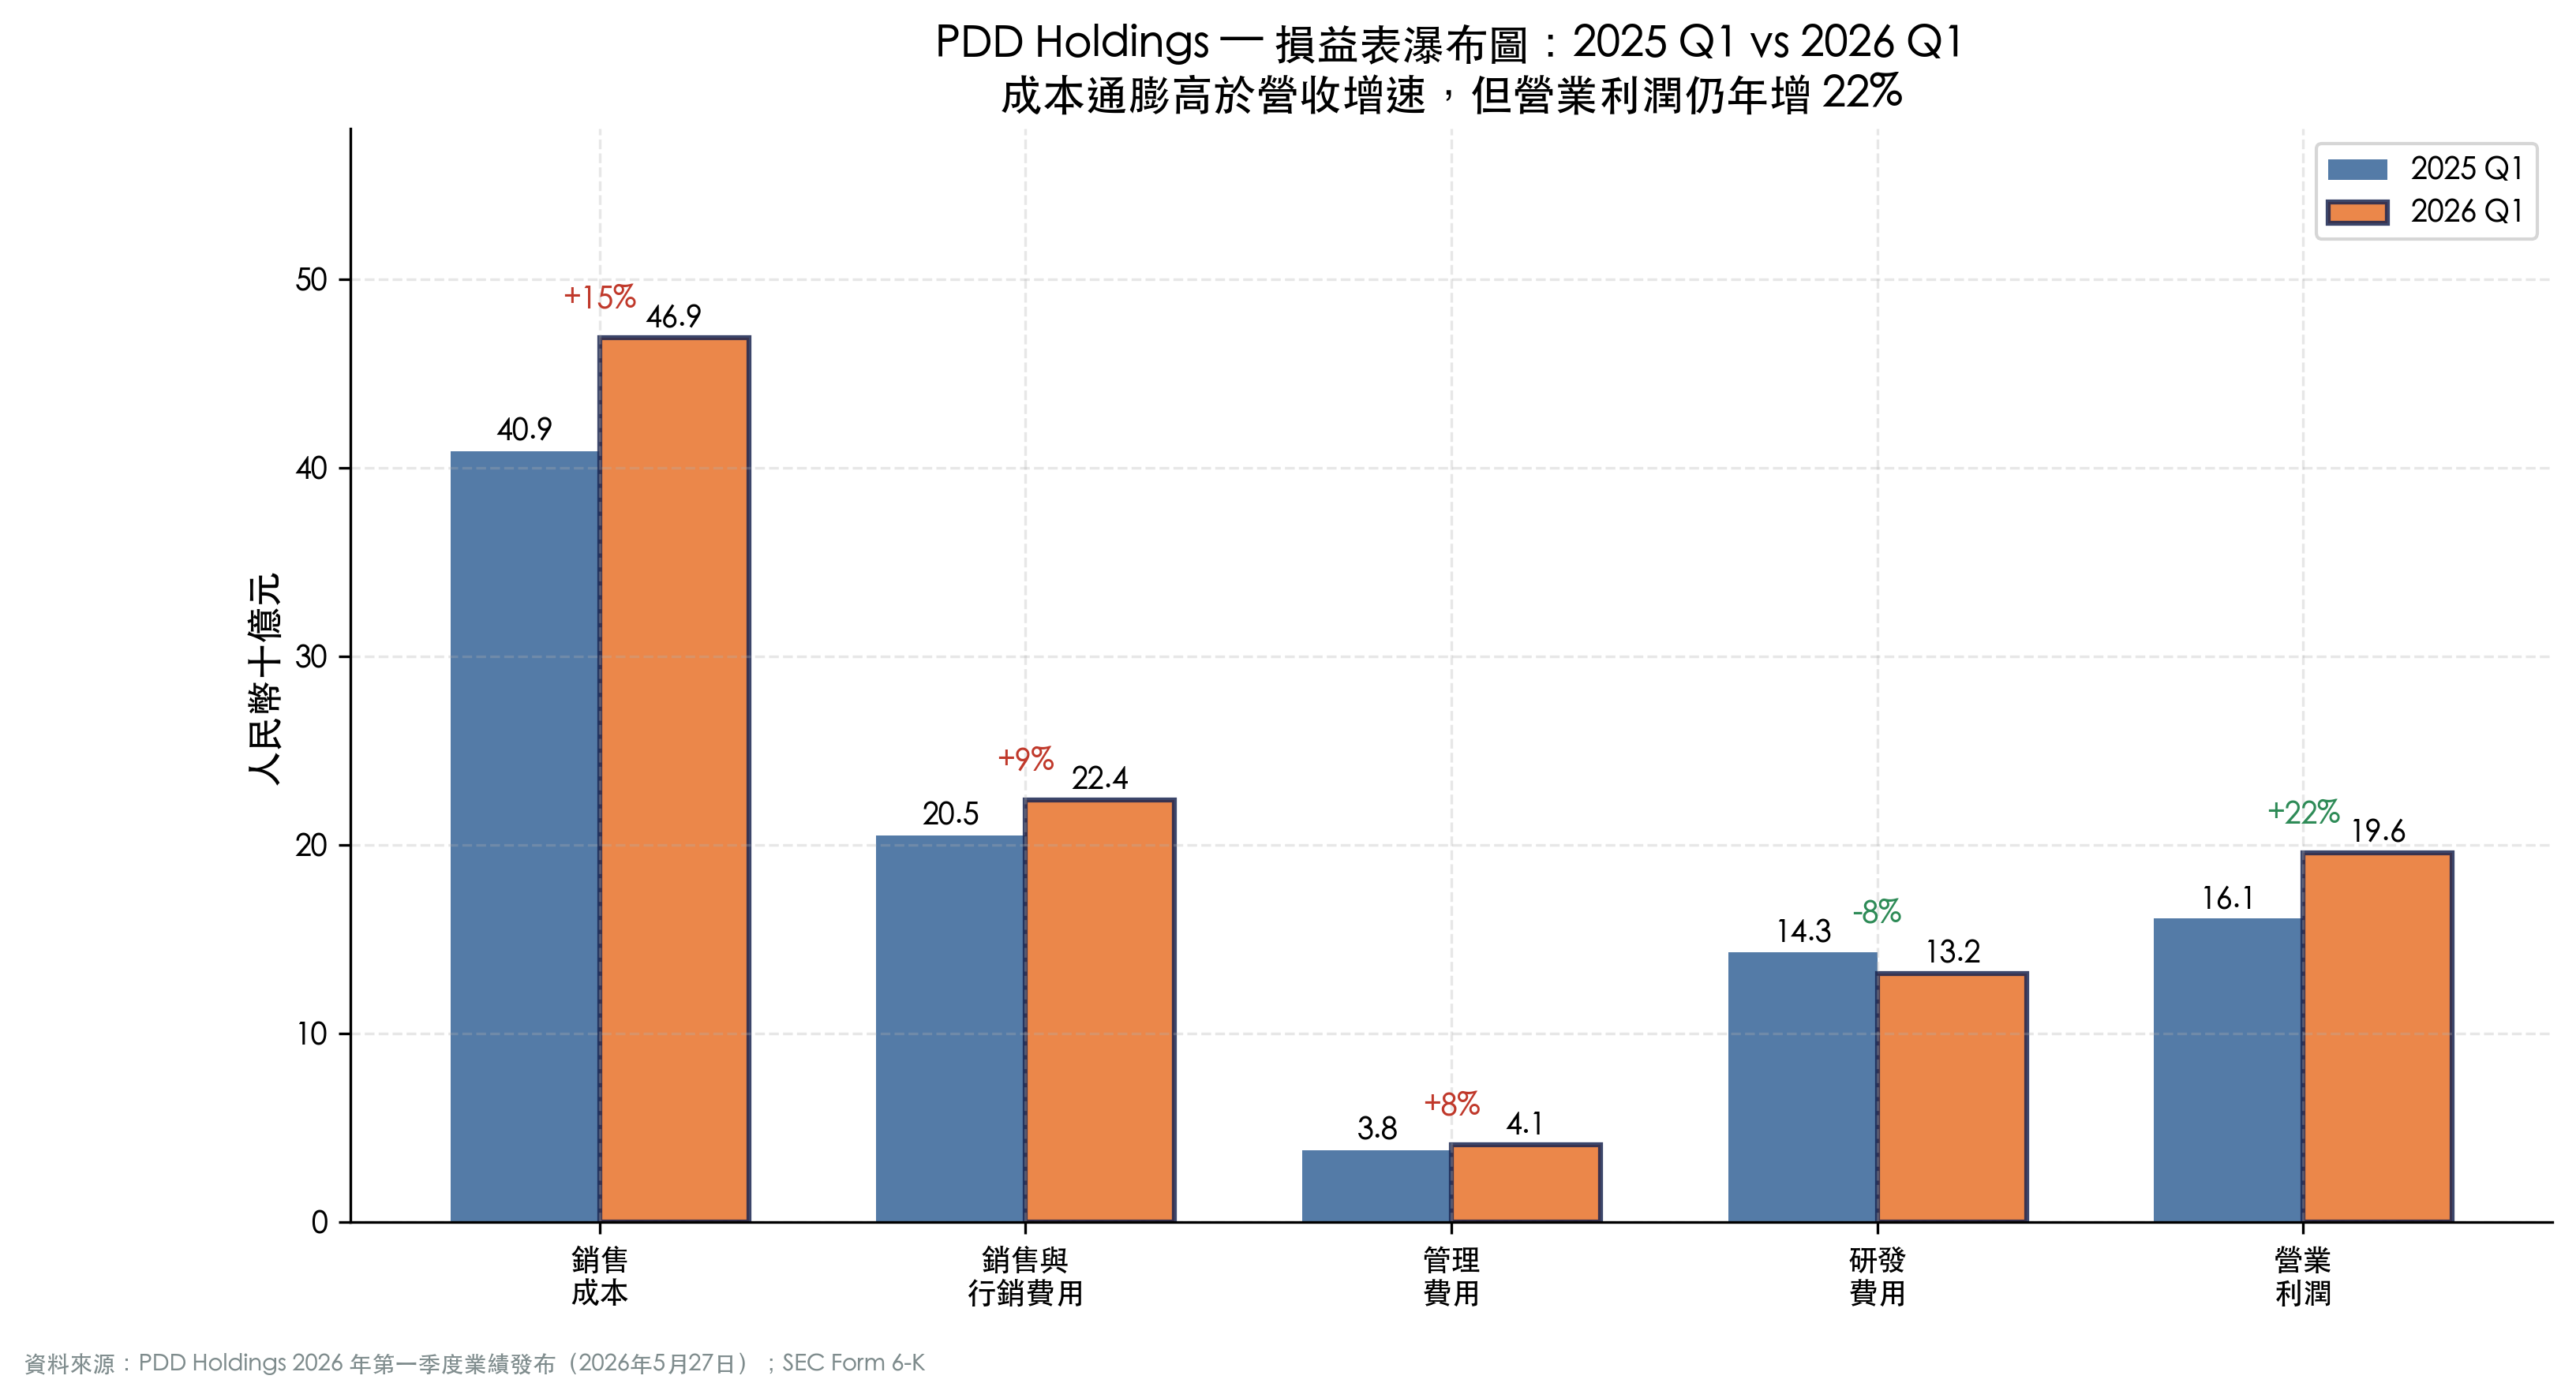 PDD Holdings — 損益表瀑布圖：2025 Q1 vs 2026 Q1
成本通膨高於營收增速，但營業利潤仍年增 22%
2025 Q1
2026 Q1
人民幣十億元
50
40
30
20
10
0
+15%
40.9
46.9
+9%
20.5
22.4
+8%
3.8
4.1
-8%
14.3
13.2
+22%
16.1
19.6
銷售
成本
銷售與
行銷費用
管理
費用
研發
費用
營業
利潤
資料來源：PDD Holdings 2026 年第一季度業績發布（2026年5月27日）；SEC Form 6-K